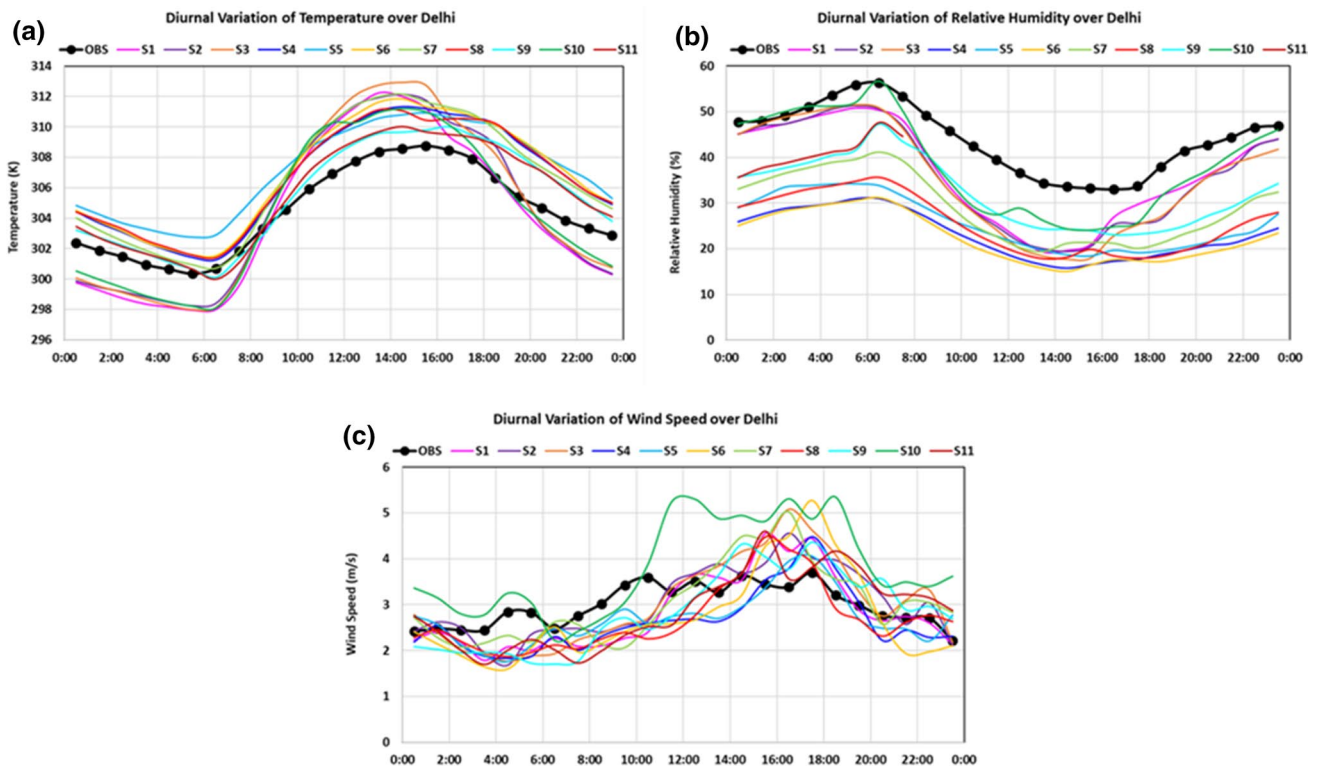 (a)
Diurnal Variation of Temperature over Delhi
OBS S1 S2 S3 S4 S5 S6 S7 S8 S9 S10 S11
Temperature (K)
314
312
310
308
306
304
302
300
298
296
0:00 2:00 4:00 6:00 8:00 10:00 12:00 14:00 16:00 18:00 20:00 22:00 0:00
(b)
Diurnal Variation of Relative Humidity over Delhi
OBS S1 S2 S3 S4 S5 S6 S7 S8 S9 S10 S11
Relative Humidity (%)
60
50
40
30
20
10
0
0:00 2:00 4:00 6:00 8:00 10:00 12:00 14:00 16:00 18:00 20:00 22:00 0:00
(c)
Diurnal Variation of Wind Speed over Delhi
OBS S1 S2 S3 S4 S5 S6 S7 S8 S9 S10 S11
Wind Speed (m/s)
6
5
4
3
2
1
0
0:00 2:00 4:00 6:00 8:00 10:00 12:00 14:00 16:00 18:00 20:00 22:00 0:00